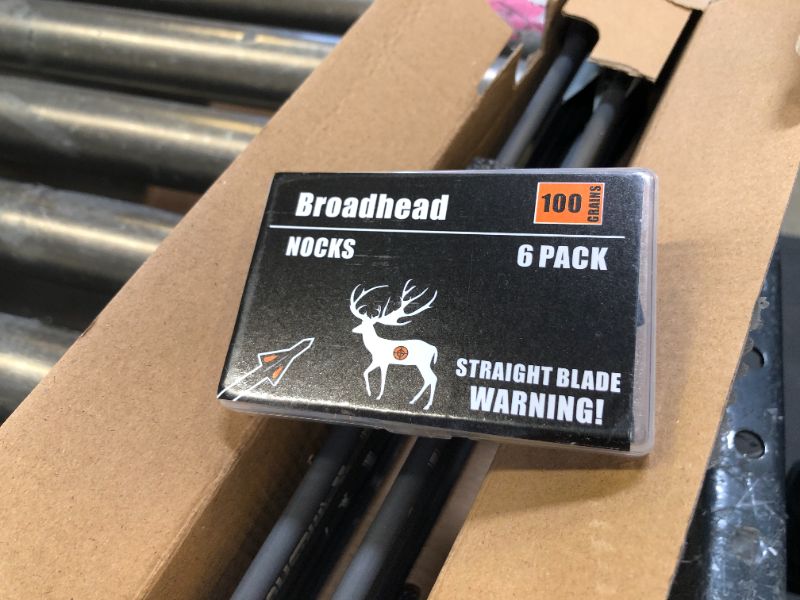 Broadhead
100 GRAINS
NOCKS
6 PACK
STRAIGHT BLADE
WARNING!